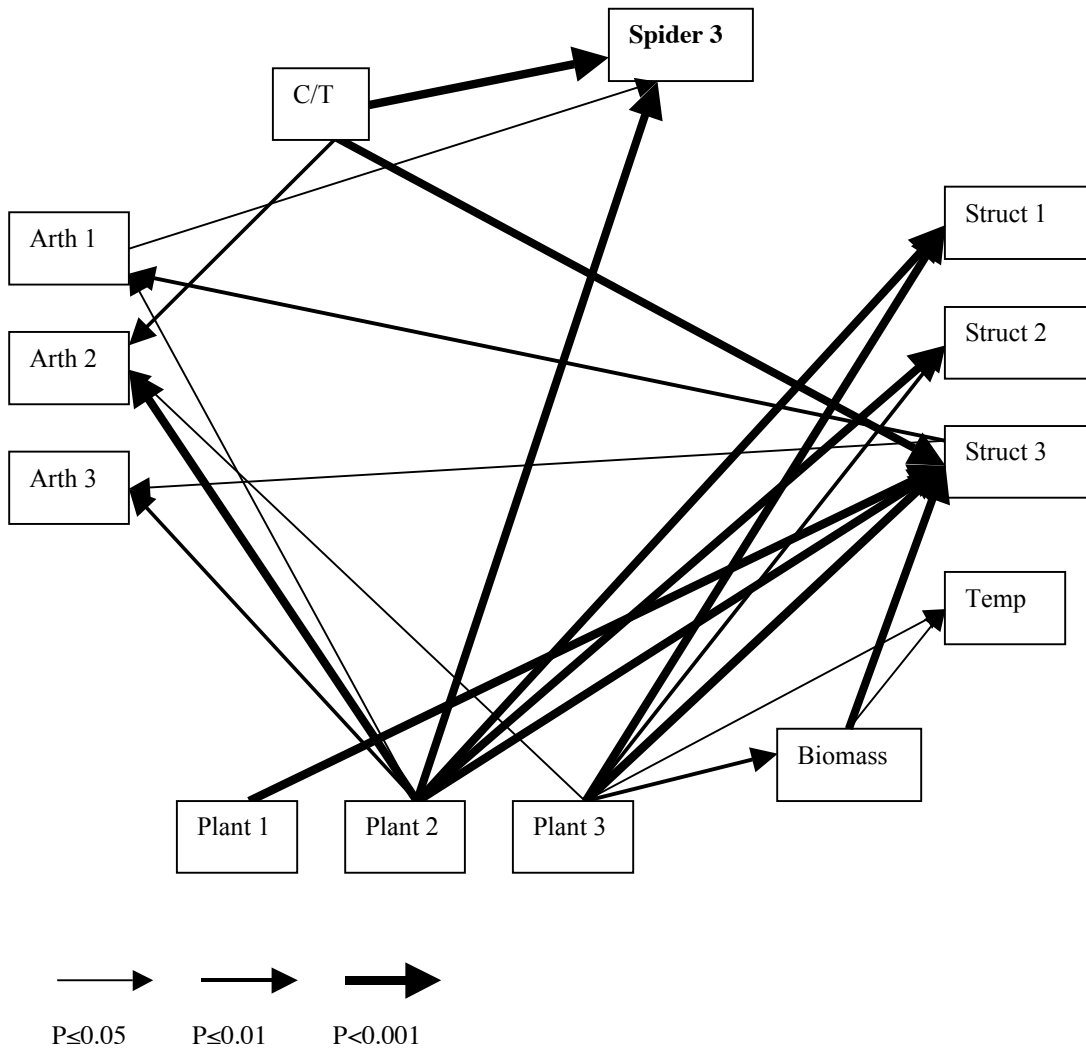 Spider 3
C/T
Struct 1
Arth 1
Struct 2
Arth 2
Struct 3
Arth 3
Temp
Biomass
Plant 1
Plant 2
Plant 3
P≤0.05
P≤0.01
P<0.001